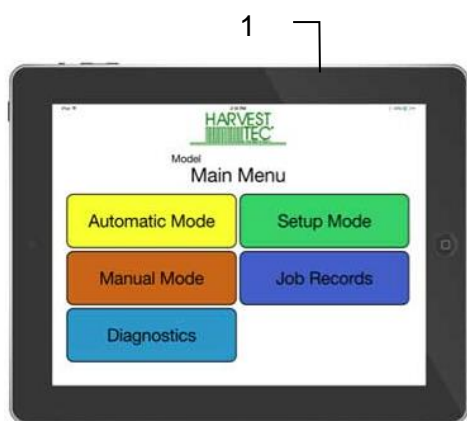 1
HARVEST
TEC
Model
Main Menu
Automatic Mode
Setup Mode
Manual Mode
Job Records
Diagnostics